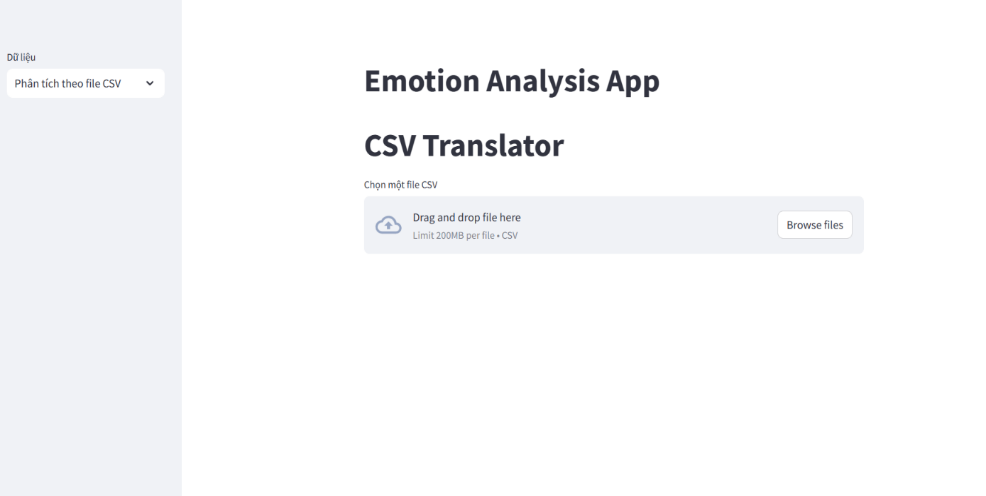 Dữ liệu
Phân tích theo file CSV
Emotion Analysis App
CSV Translator
Chọn một file CSV
Drag and drop file here
Limit 200MB per file • CSV
Browse files